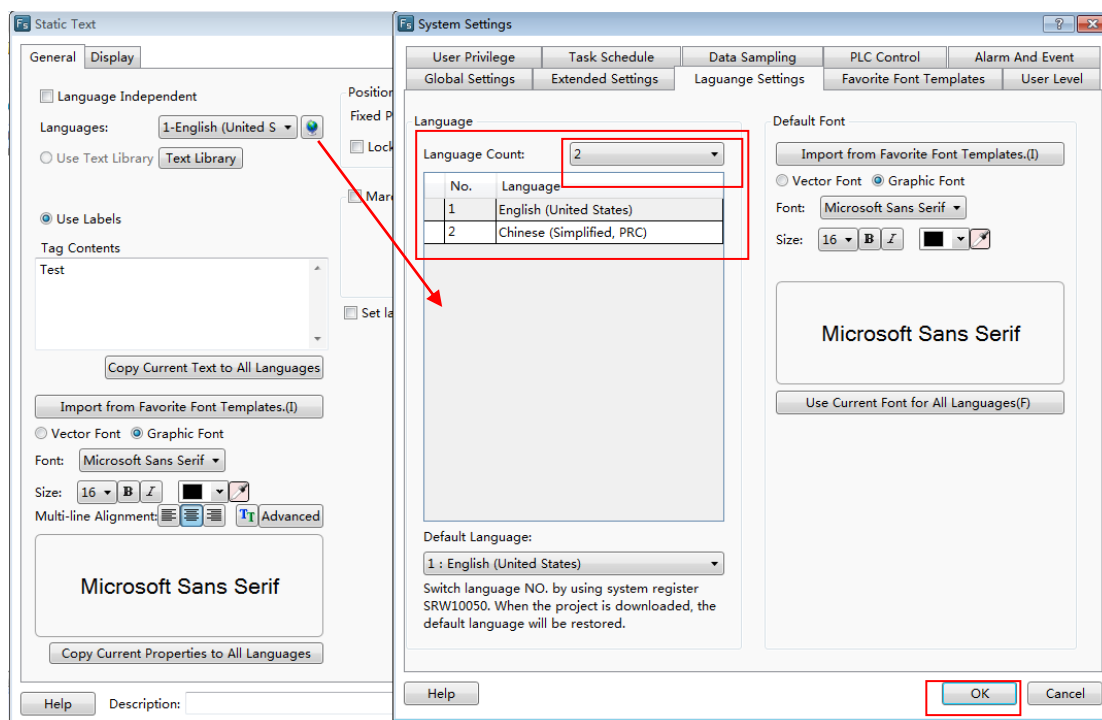 Fs Static Text
General Display
Language Independent
Languages: 1-English (United S
Use Text Library Text Library
Use Labels
Tag Contents
Test
Copy Current Text to All Languages
Import from Favorite Font Templates.(I)
Vector Font Graphic Font
Font: Microsoft Sans Serif
Size: 16 B I
Multi-line Alignment: TT Advanced
Microsoft Sans Serif
Copy Current Properties to All Languages
Help Description:
Position
Fixed P
Lock
Marq
Set la
Fs System Settings
User Privilege Task Schedule Data Sampling PLC Control Alarm And Event
Global Settings Extended Settings Laguange Settings Favorite Font Templates User Level
Language
Language Count: 2
No. Language
1 English (United States)
2 Chinese (Simplified, PRC)
Default Language:
1 : English (United States)
Switch language NO. by using system register
SRW10050. When the project is downloaded, the
default language will be restored.
Default Font
Import from Favorite Font Templates.(I)
Vector Font Graphic Font
Font: Microsoft Sans Serif
Size: 16 B I
Microsoft Sans Serif
Use Current Font for All Languages(F)
Help OK Cancel